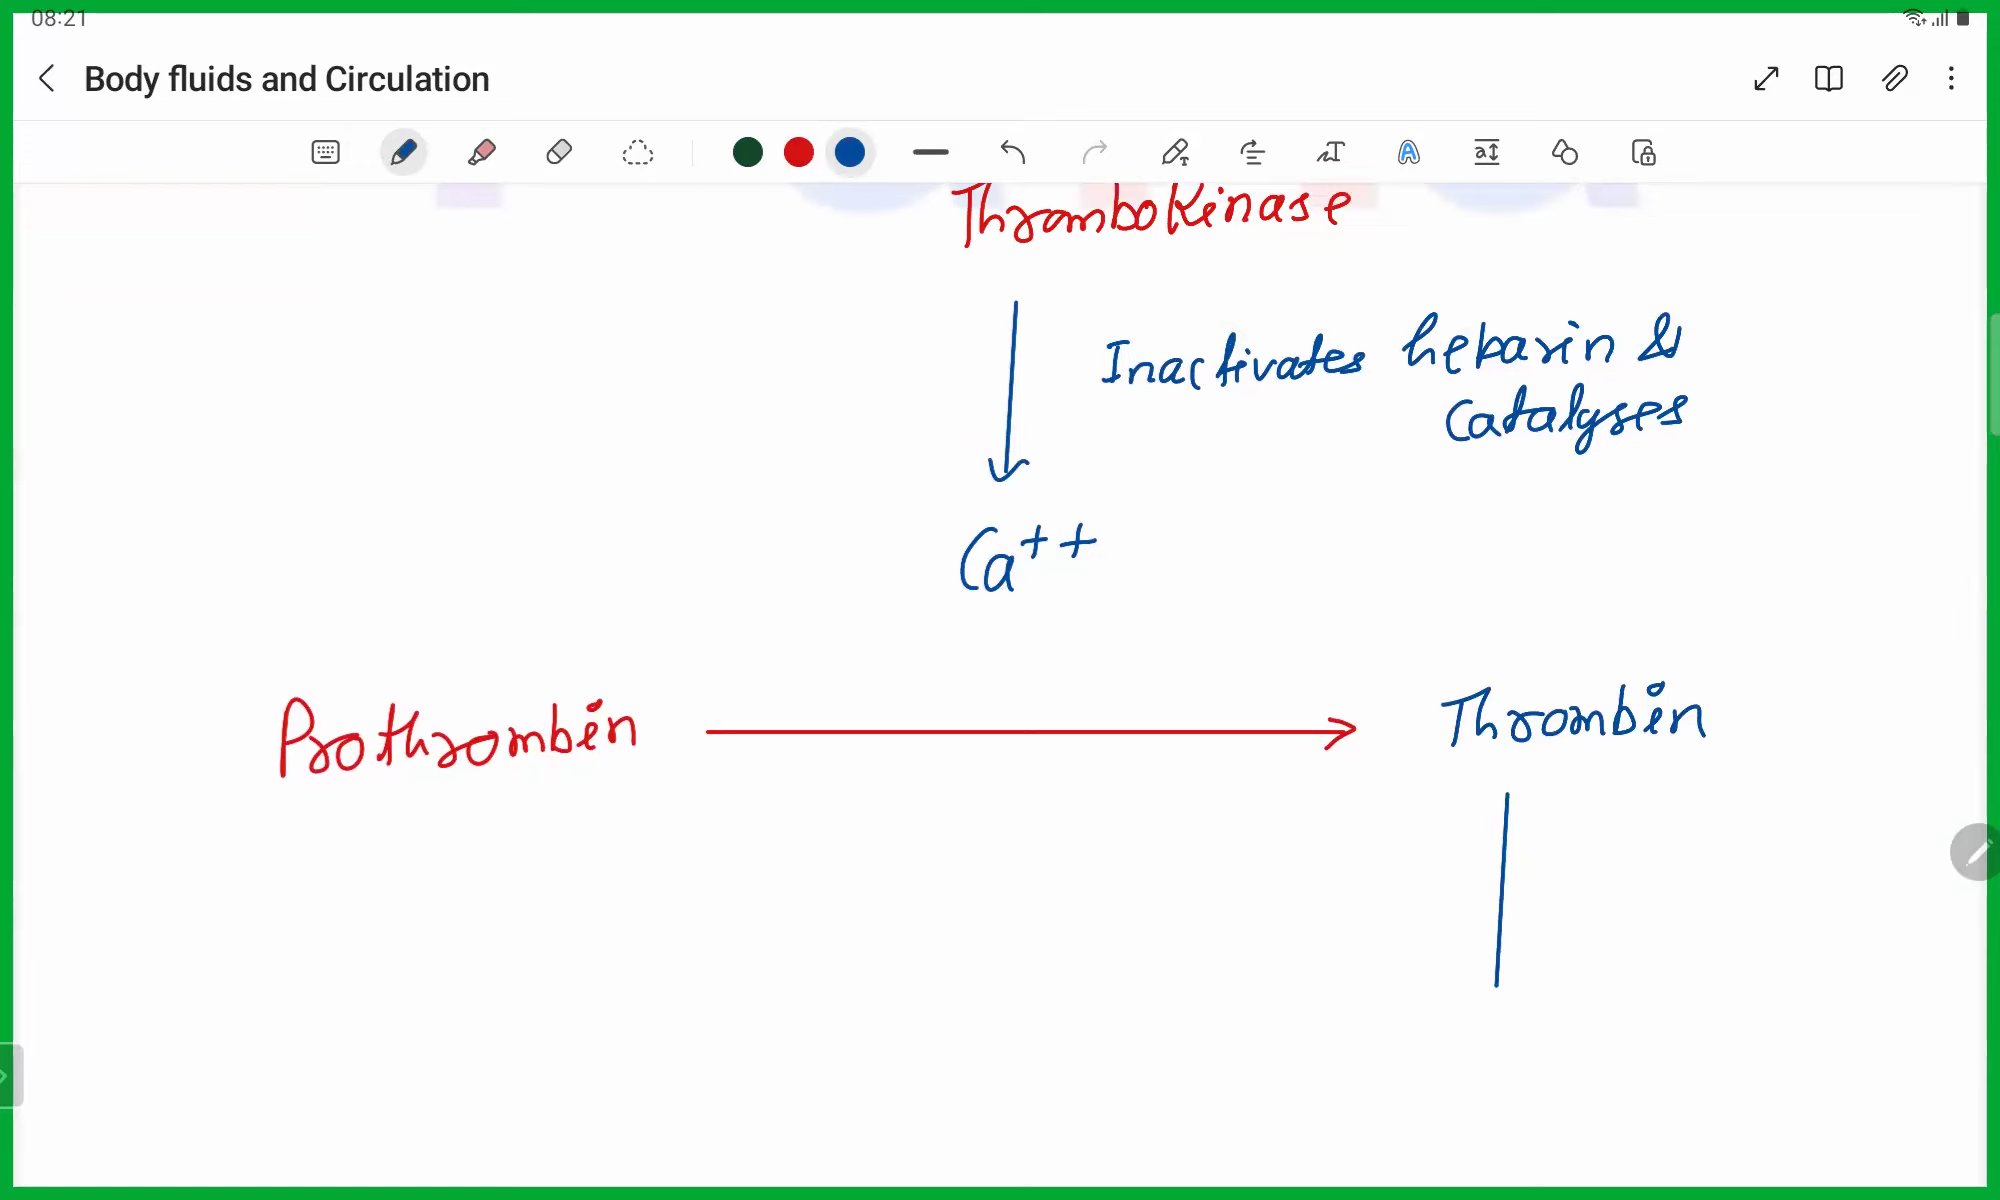 08:21
Body fluids and Circulation
Thrombokinase
Inactivates heparin &
Catalyses
Ca++
Prothrombin
Thrombin